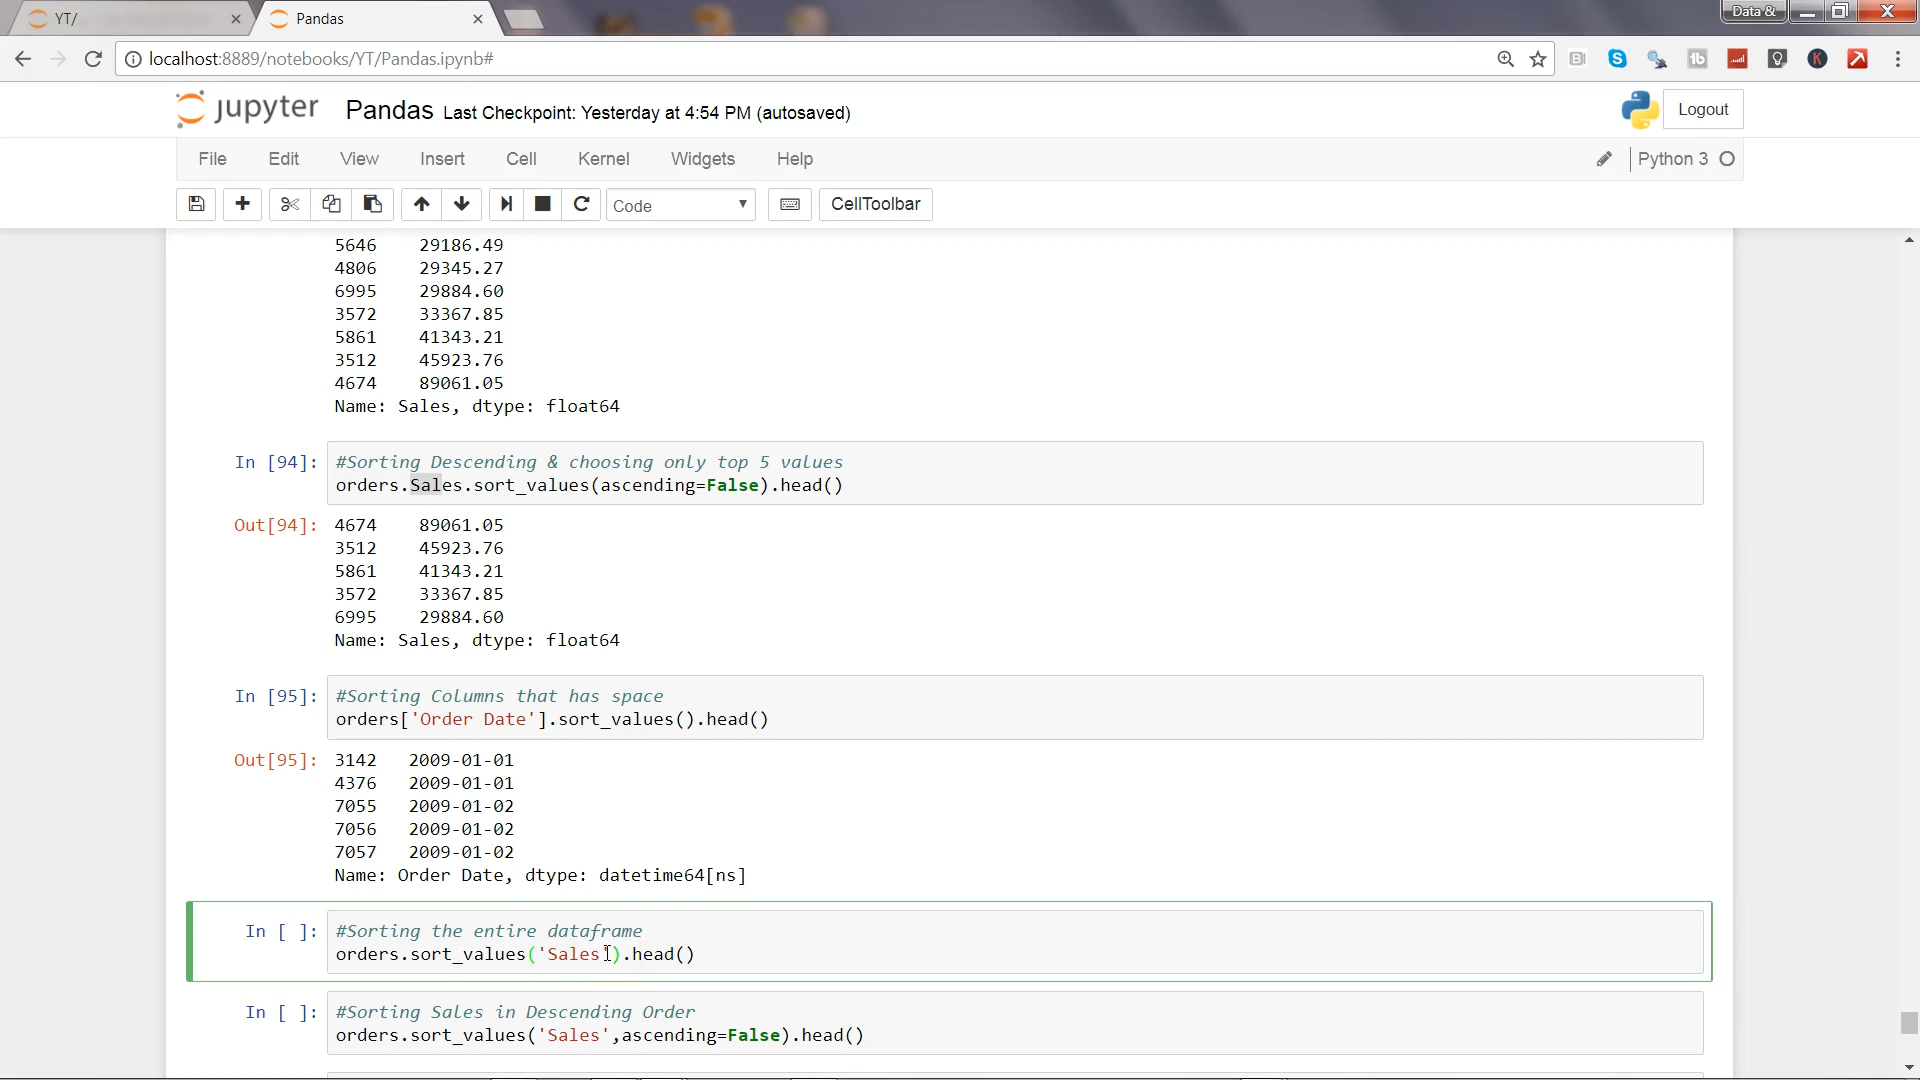 YT/
Pandas
Data &
localhost:8889/notebooks/YT/Pandas.ipynb#
jupyter Pandas Last Checkpoint: Yesterday at 4:54 PM (autosaved)
Logout
File Edit View Insert Cell Kernel Widgets Help
Python 3
Code
CellToolbar
5646 29186.49
4806 29345.27
6995 29884.60
3572 33367.85
5861 41343.21
3512 45923.76
4674 89061.05
Name: Sales, dtype: float64
In [94]: #Sorting Descending & choosing only top 5 values
orders.Sales.sort_values(ascending=False).head()
Out[94]: 4674 89061.05
3512 45923.76
5861 41343.21
3572 33367.85
6995 29884.60
Name: Sales, dtype: float64
In [95]: #Sorting Columns that has space
orders['Order Date'].sort_values().head()
Out[95]: 3142 2009-01-01
4376 2009-01-01
7055 2009-01-02
7056 2009-01-02
7057 2009-01-02
Name: Order Date, dtype: datetime64[ns]
In [ ]: #Sorting the entire dataframe
orders.sort_values('Sales').head()
In [ ]: #Sorting Sales in Descending Order
orders.sort_values('Sales',ascending=False).head()